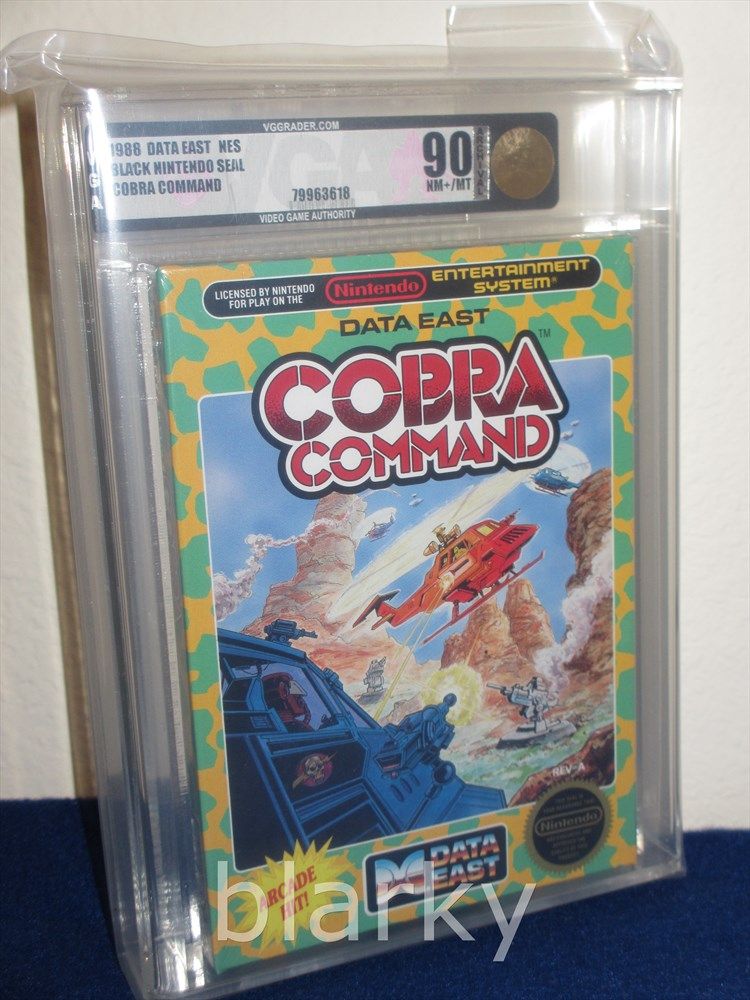 VGGRADER.COM
1988 DATA EAST NES
BLACK NINTENDO SEAL
COBRA COMMAND
79963618
VIDEO GAME AUTHORITY
VGA
90
NM+/MT
ARCHIVAL
LICENSED BY NINTENDO
FOR PLAY ON THE
Nintendo
ENTERTAINMENT
SYSTEM®
DATA EAST
COBRA™
COMMAND
REV-A
Nintendo
ARCADE
HIT!
DATA
EAST
blarky